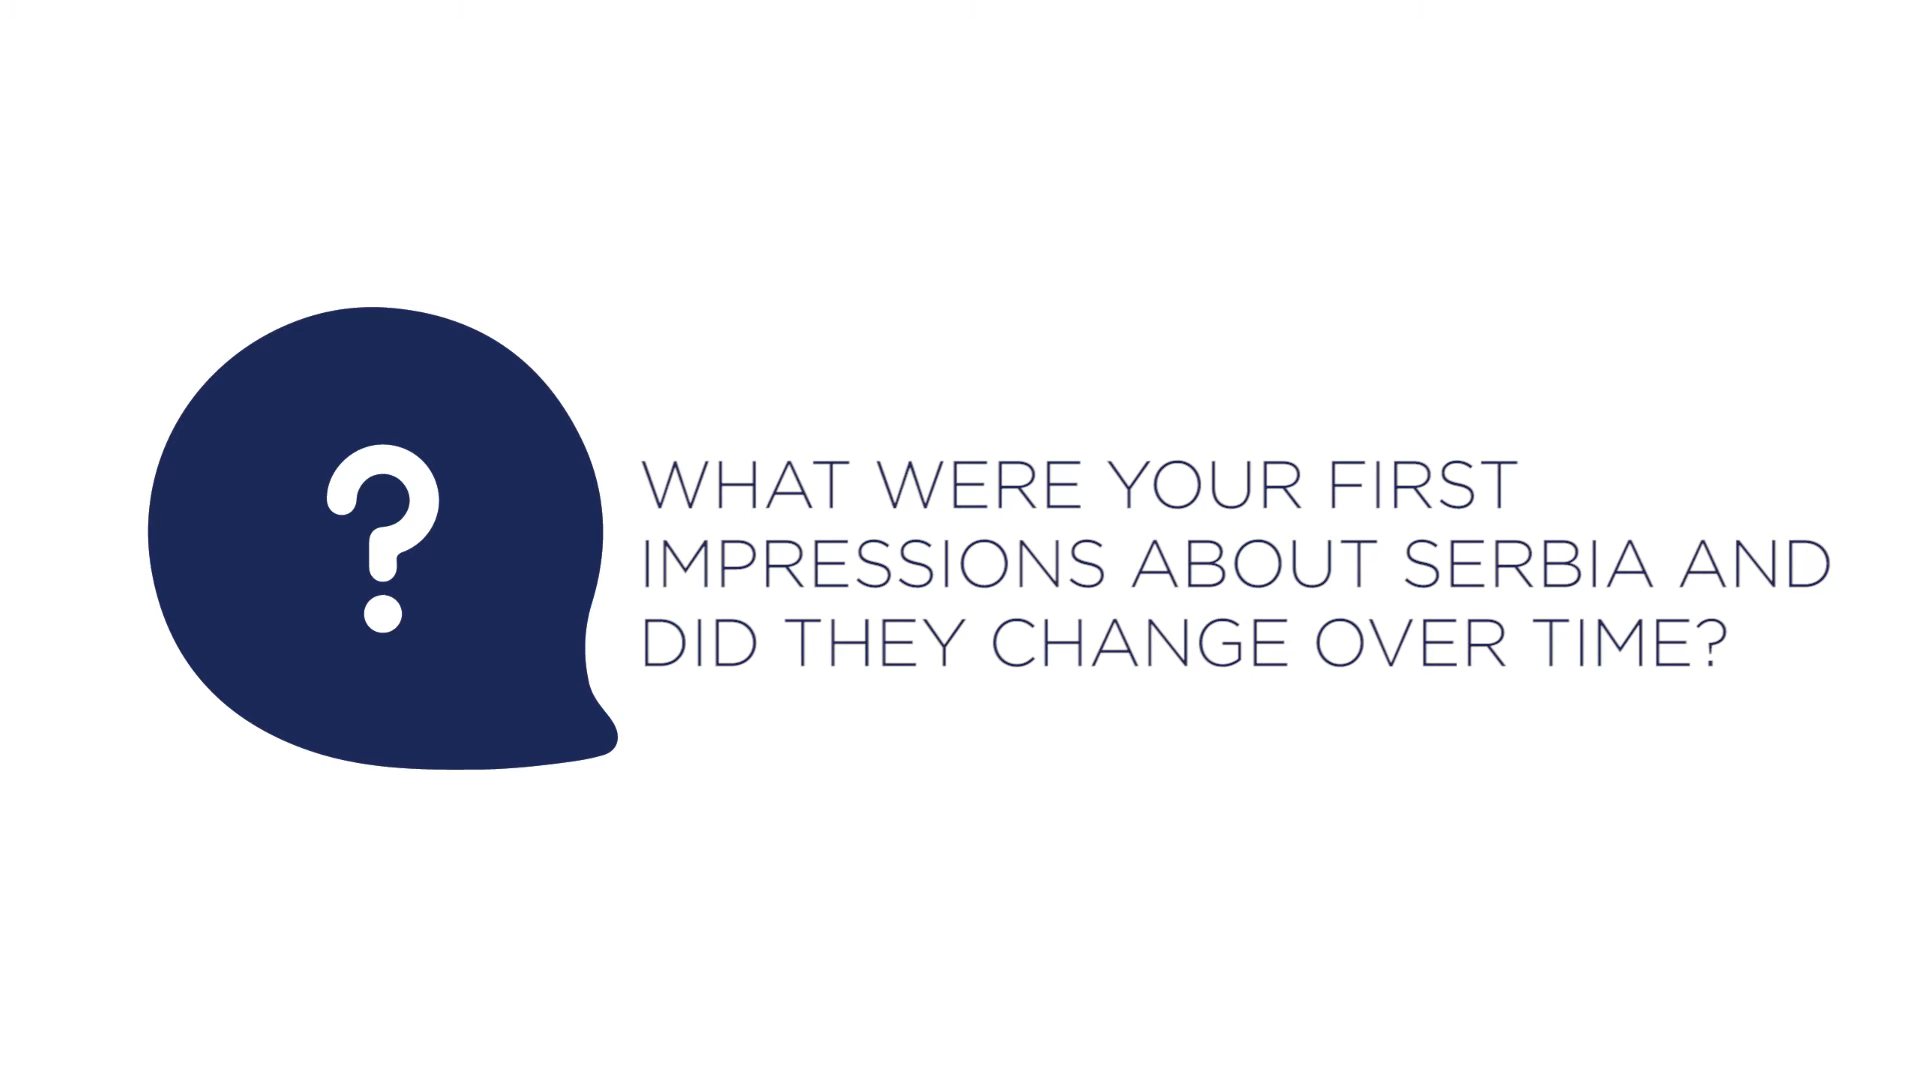 ?
WHAT WERE YOUR FIRST
IMPRESSIONS ABOUT SERBIA AND
DID THEY CHANGE OVER TIME?